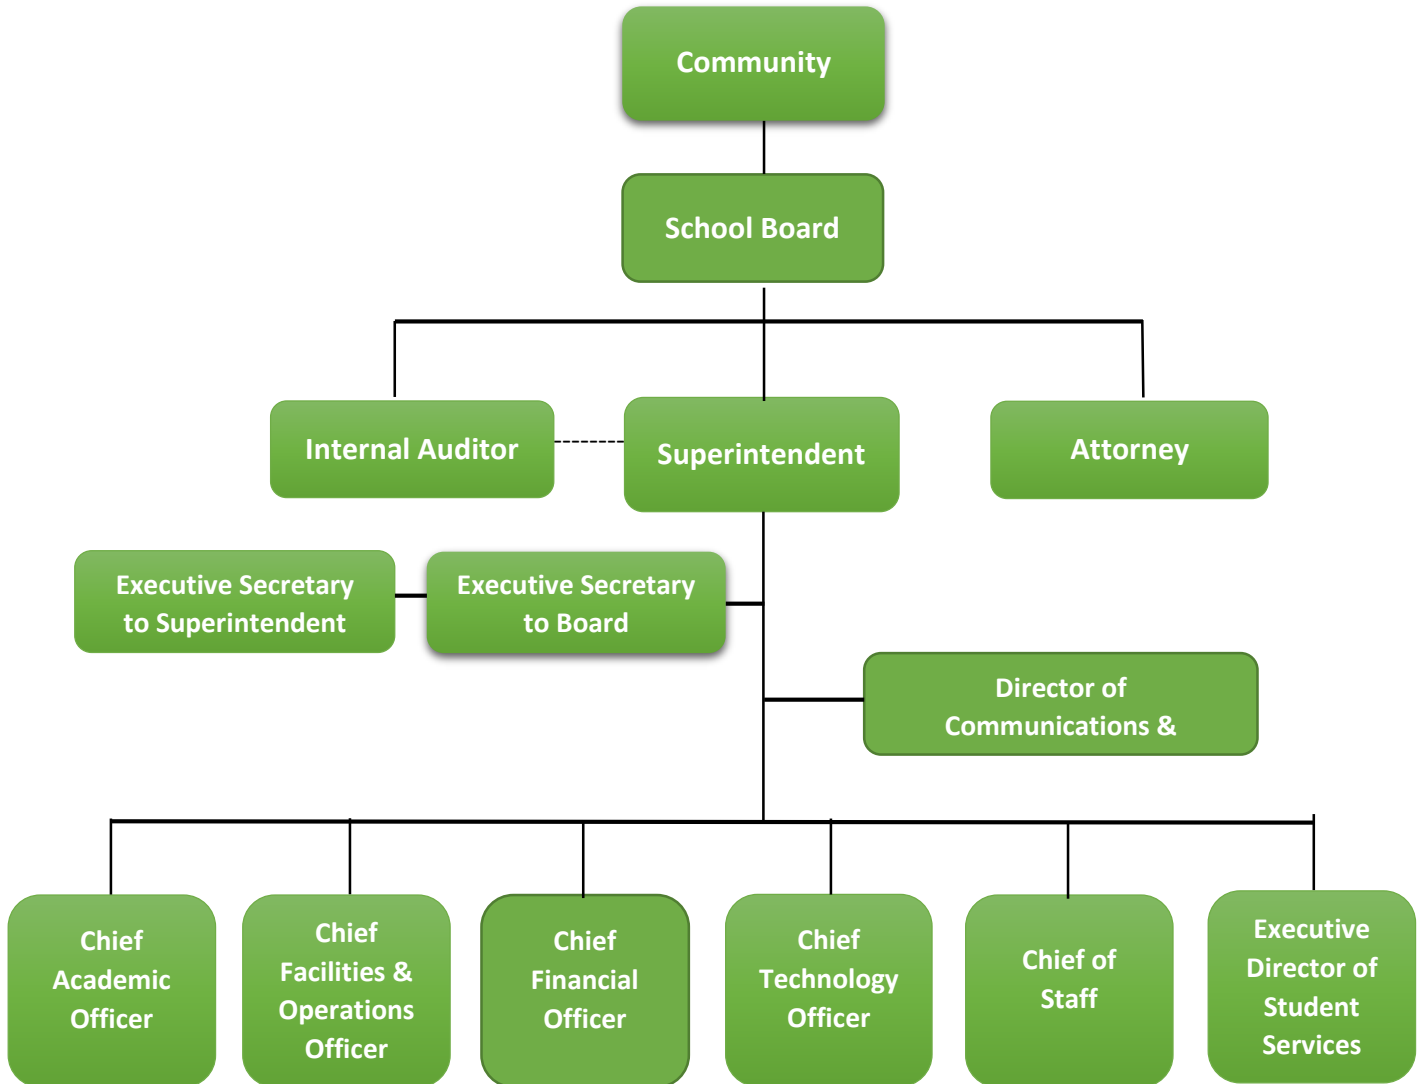 Community
School Board
Internal Auditor
Superintendent
Attorney
Executive Secretary
to Superintendent
Executive Secretary
to Board
Director of
Communications &
Chief
Academic
Officer
Chief
Facilities &
Operations
Officer
Chief
Financial
Officer
Chief
Technology
Officer
Chief of
Staff
Executive
Director of
Student
Services